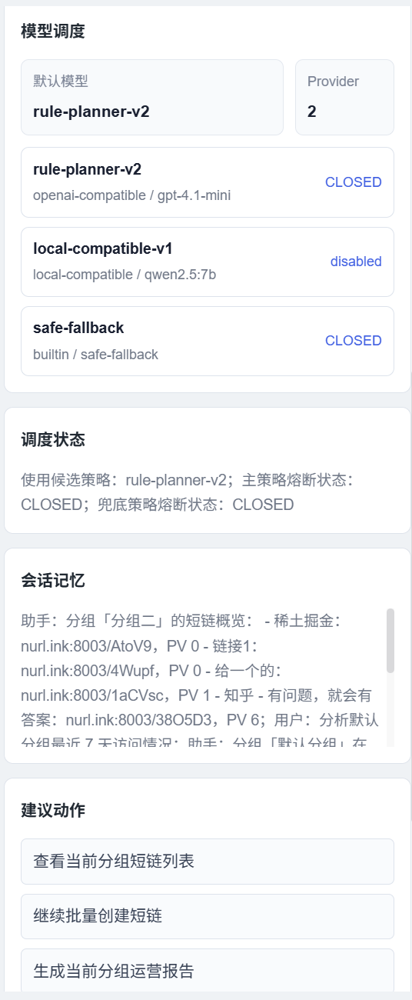 模型调度
默认模型
rule-planner-v2
Provider
2
rule-planner-v2
openai-compatible / gpt-4.1-mini
CLOSED
local-compatible-v1
local-compatible / qwen2.5:7b
disabled
safe-fallback
builtin / safe-fallback
CLOSED
调度状态
使用候选策略：rule-planner-v2；主策略熔断状态：
CLOSED；兜底策略熔断状态：CLOSED
会话记忆
助手：分组「分组二」的短链概览： - 稀土掘金：
nurl.ink:8003/AtoV9，PV 0 - 链接1：
nurl.ink:8003/4Wupf，PV 0 - 给一个的：
nurl.ink:8003/1aCVsc，PV 1 - 知乎 - 有问题，就会有
答案：nurl.ink:8003/38O5D3，PV 6；用户：分析默认
分组最近 7 天访问情况；助手：分组「默认分组」在
建议动作
查看当前分组短链列表
继续批量创建短链
生成当前分组运营报告